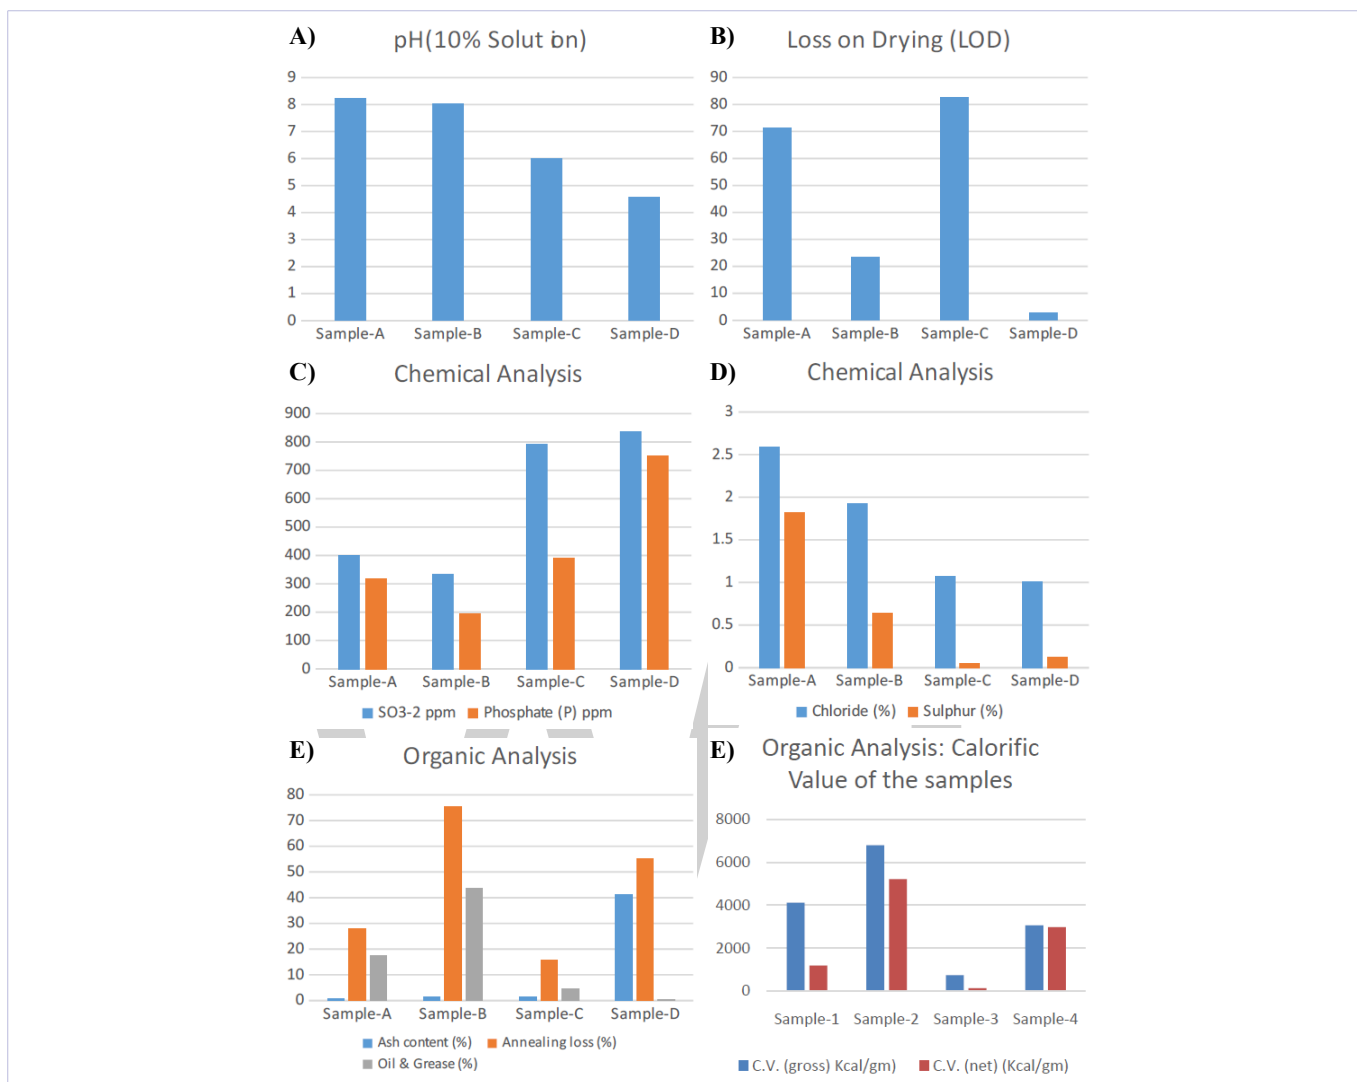 A) pH(10% Solut ion)
9
8
7
6
5
4
3
2
1
0
Sample-A Sample-B Sample-C Sample-D
B) Loss on Drying (LOD)
90
80
70
60
50
40
30
20
10
0
Sample-A Sample-B Sample-C Sample-D
C) Chemical Analysis
900
800
700
600
500
400
300
200
100
0
Sample-A Sample-B Sample-C Sample-D
SO3-2 ppm Phosphate (P) ppm
D) Chemical Analysis
3
2.5
2
1.5
1
0.5
0
Sample-A Sample-B Sample-C Sample-D
Chloride (%) Sulphur (%)
E) Organic Analysis
80
70
60
50
40
30
20
10
0
Sample-A Sample-B Sample-C Sample-D
Ash content (%) Annealing loss (%)
Oil & Grease (%)
E) Organic Analysis: Calorific
Value of the samples
8000
6000
4000
2000
0
Sample-1 Sample-2 Sample-3 Sample-4
C.V. (gross) Kcal/gm) C.V. (net) (Kcal/gm)